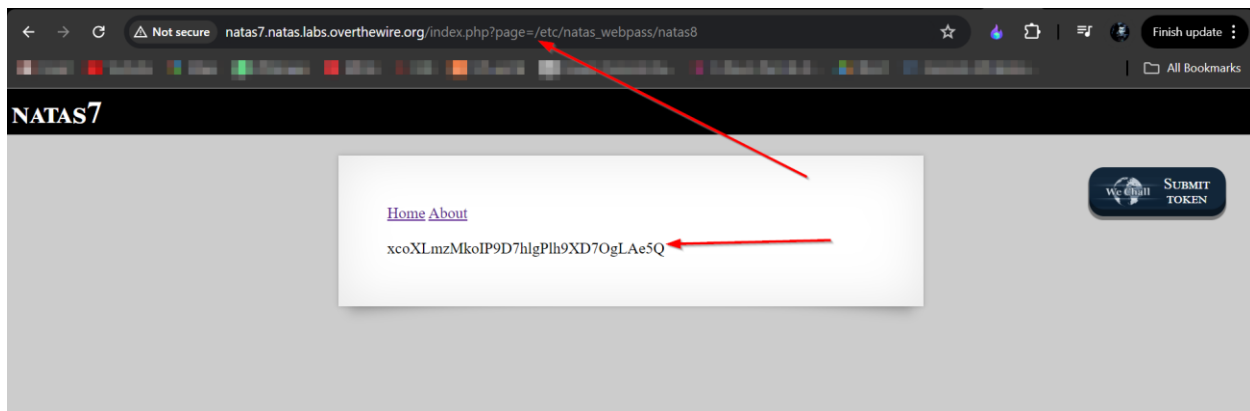 Not secure natas7.natas.labs.overthewire.org/index.php?page=/etc/natas_webpass/natas8 Finish update
All Bookmarks
NATAS7
We Chall SUBMIT TOKEN
Home About
xcoXLmzMkoIP9D7hlgPlh9XD7OgLAe5Q